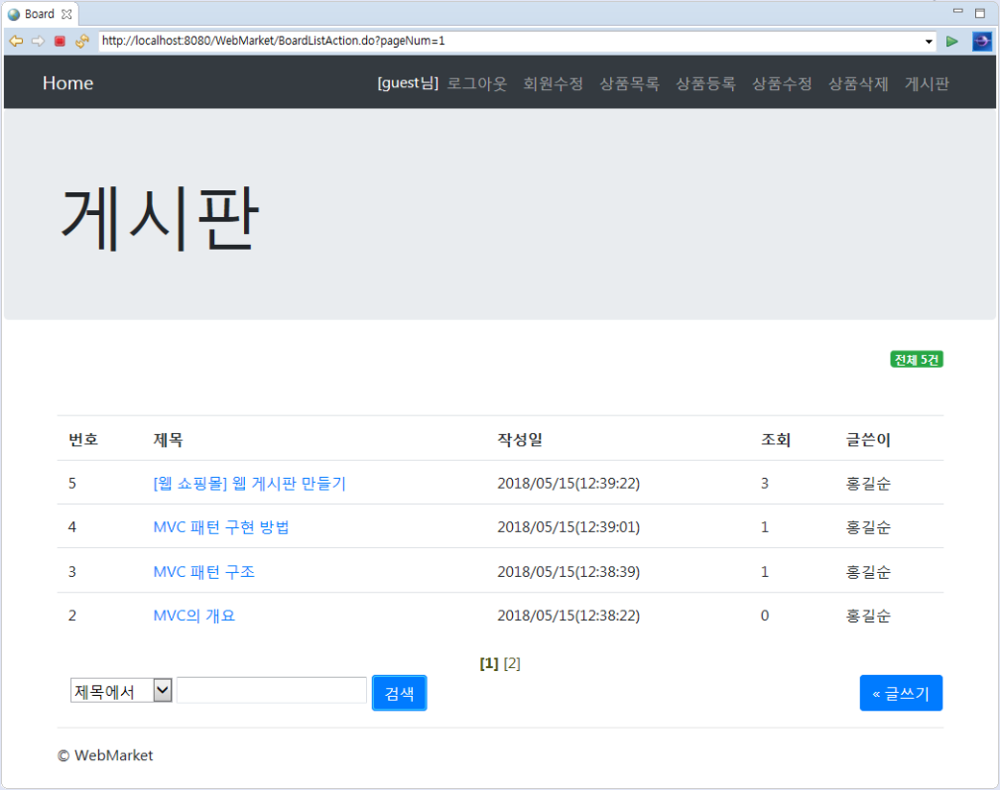 Board
http://localhost:8080/WebMarket/BoardListAction.do?pageNum=1
Home [guest님] 로그아웃 회원수정 상품목록 상품등록 상품수정 상품삭제 게시판
게시판
전체 5건
번호 제목 작성일 조회 글쓴이
5 [웹 쇼핑몰] 웹 게시판 만들기 2018/05/15(12:39:22) 3 홍길순
4 MVC 패턴 구현 방법 2018/05/15(12:39:01) 1 홍길순
3 MVC 패턴 구조 2018/05/15(12:38:39) 1 홍길순
2 MVC의 개요 2018/05/15(12:38:22) 0 홍길순
[1] [2]
제목에서 검색 « 글쓰기
© WebMarket